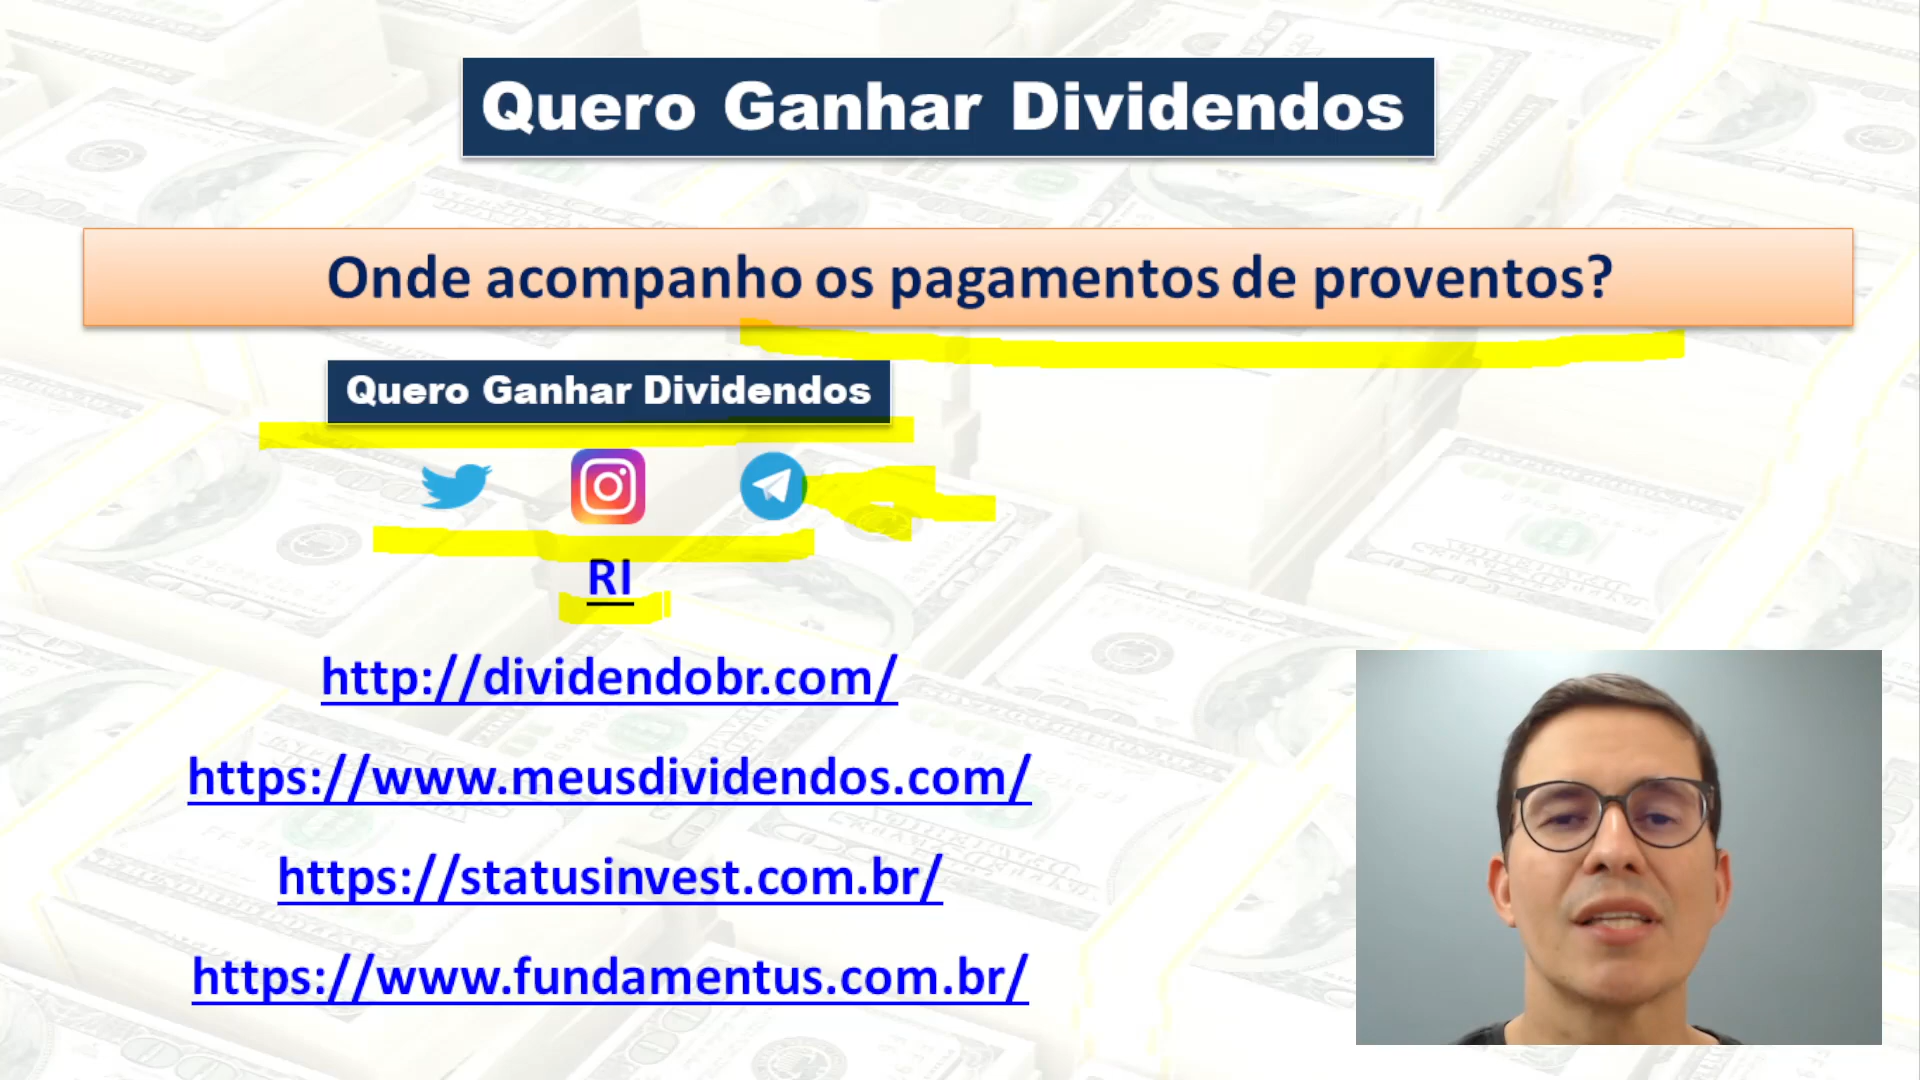 Quero Ganhar Dividendos
Onde acompanho os pagamentos de proventos?
Quero Ganhar Dividendos
RI
http://dividendobr.com/
https://www.meusdividendos.com/
https://statusinvest.com.br/
https://www.fundamentus.com.br/